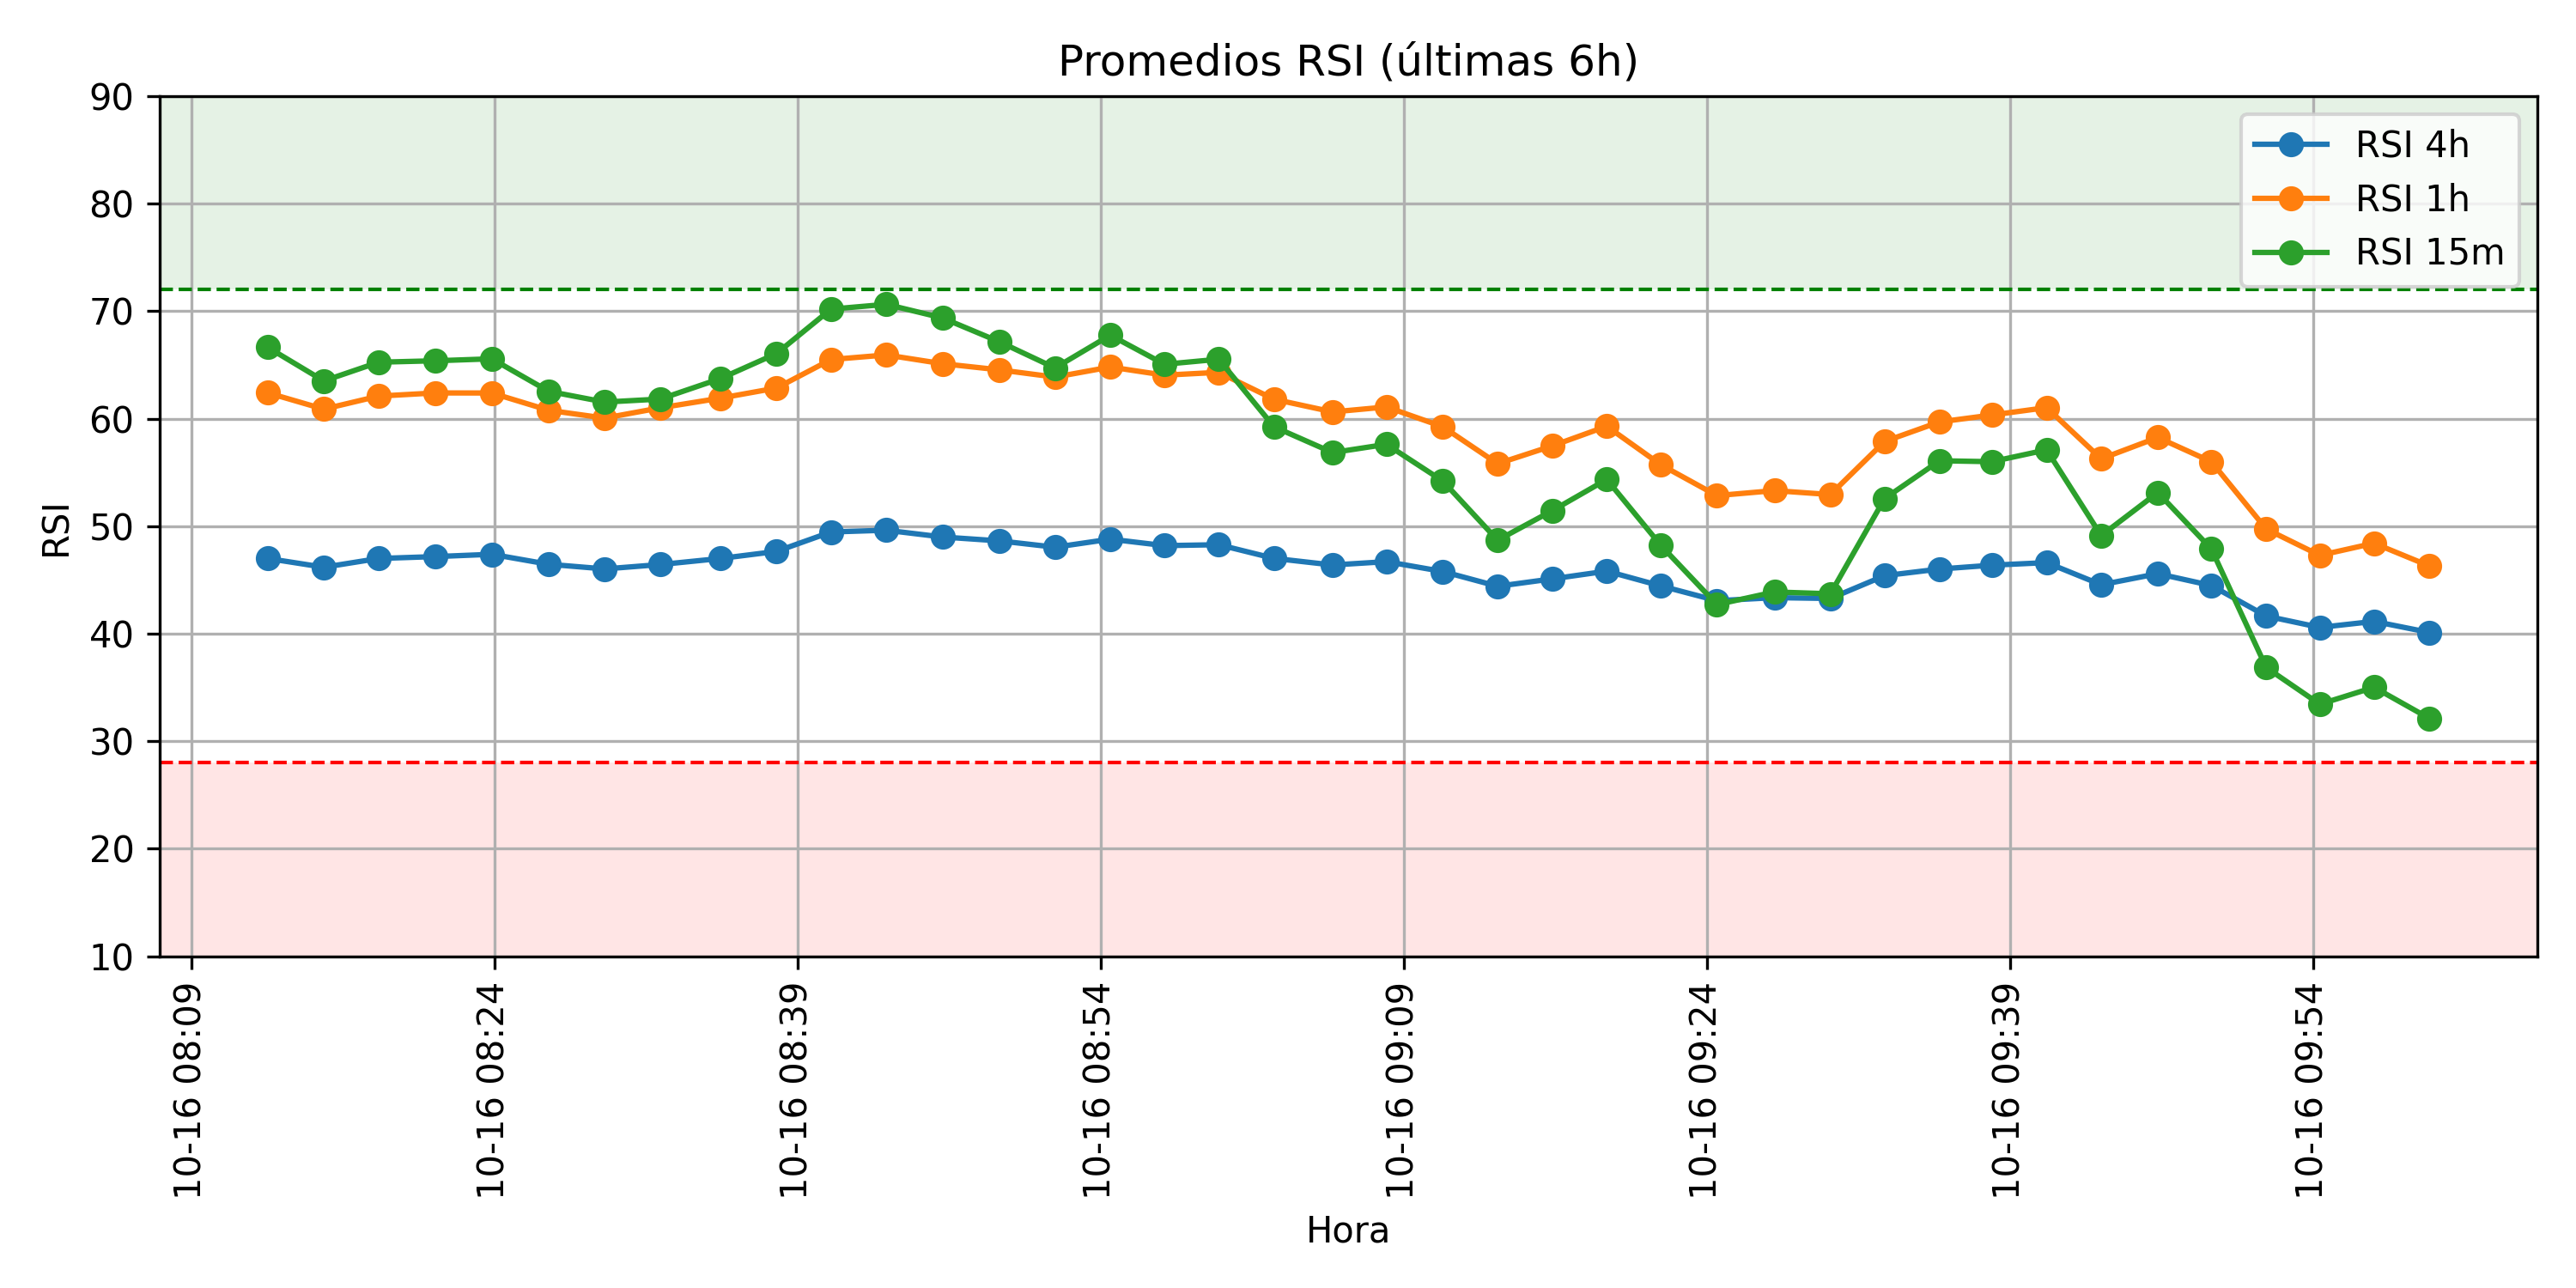 Promedios RSI (últimas 6h)
90
80
70
60
50
40
30
20
10
RSI
RSI 4h
RSI 1h
RSI 15m
10-16 08:09
10-16 08:24
10-16 08:39
10-16 08:54
10-16 09:09
10-16 09:24
10-16 09:39
10-16 09:54
Hora